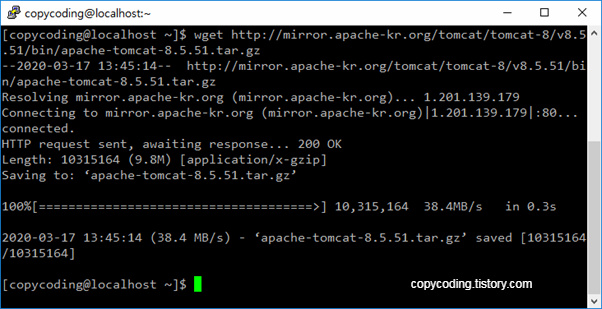 copycoding@localhost:~
[copycoding@localhost ~]$ wget http://mirror.apache-kr.org/tomcat/tomcat-8/v8.5
.51/bin/apache-tomcat-8.5.51.tar.gz
--2020-03-17 13:45:14--  http://mirror.apache-kr.org/tomcat/tomcat-8/v8.5.51/bi
n/apache-tomcat-8.5.51.tar.gz
Resolving mirror.apache-kr.org (mirror.apache-kr.org)... 1.201.139.179
Connecting to mirror.apache-kr.org (mirror.apache-kr.org)|1.201.139.179|:80...
connected.
HTTP request sent, awaiting response... 200 OK
Length: 10315164 (9.8M) [application/x-gzip]
Saving to: ‘apache-tomcat-8.5.51.tar.gz’
100%[=====================================>] 10,315,164  38.4MB/s   in 0.3s
2020-03-17 13:45:14 (38.4 MB/s) - ‘apache-tomcat-8.5.51.tar.gz’ saved [10315164
/10315164]
[copycoding@localhost ~]$
copycoding.tistory.com